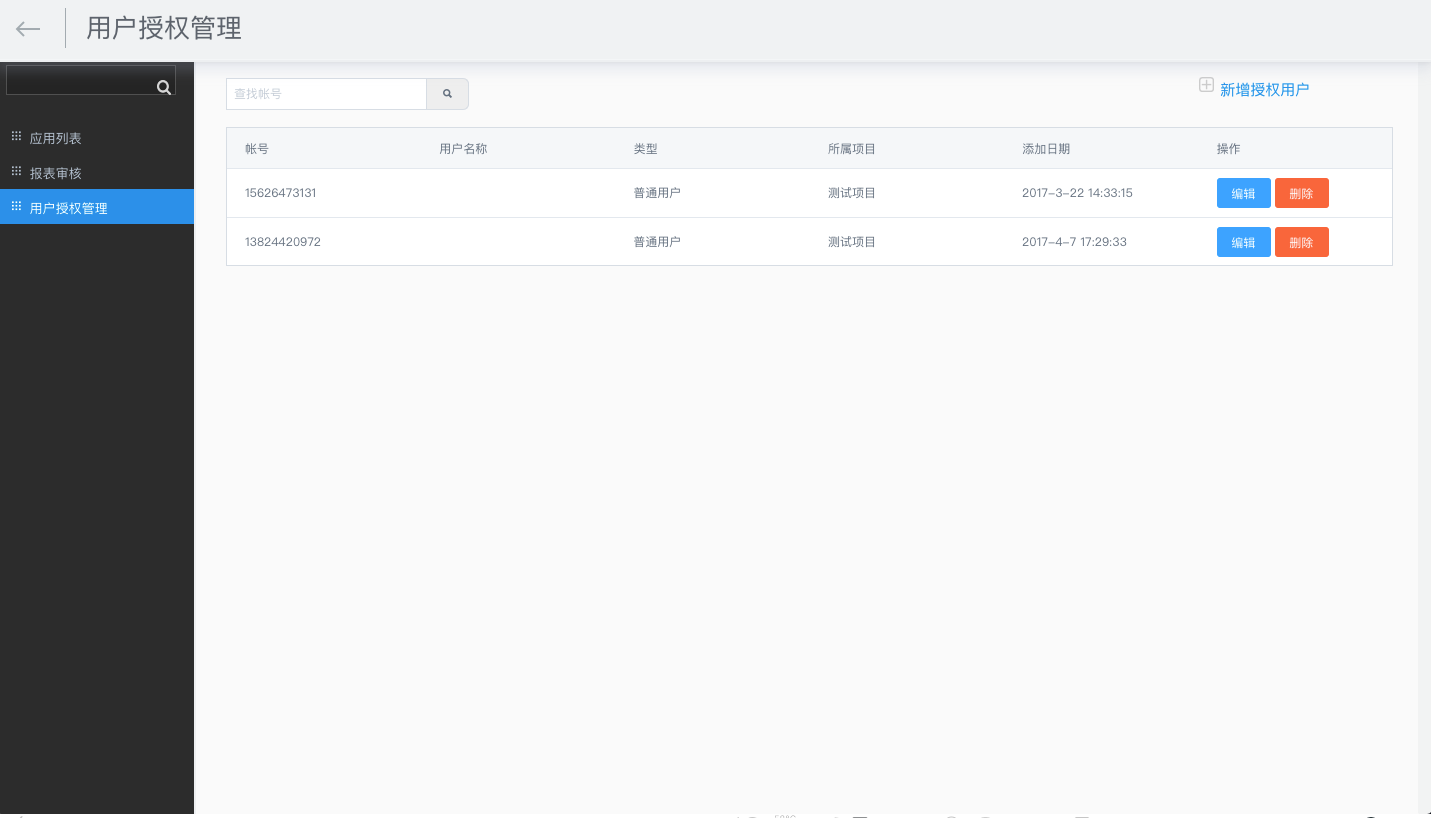 用户授权管理
查找帐号
新增授权用户
应用列表
报表审核
用户授权管理
帐号 用户名称 类型 所属项目 添加日期 操作
15626473131 普通用户 测试项目 2017-3-22 14:33:15 编辑 删除
13824420972 普通用户 测试项目 2017-4-7 17:29:33 编辑 删除